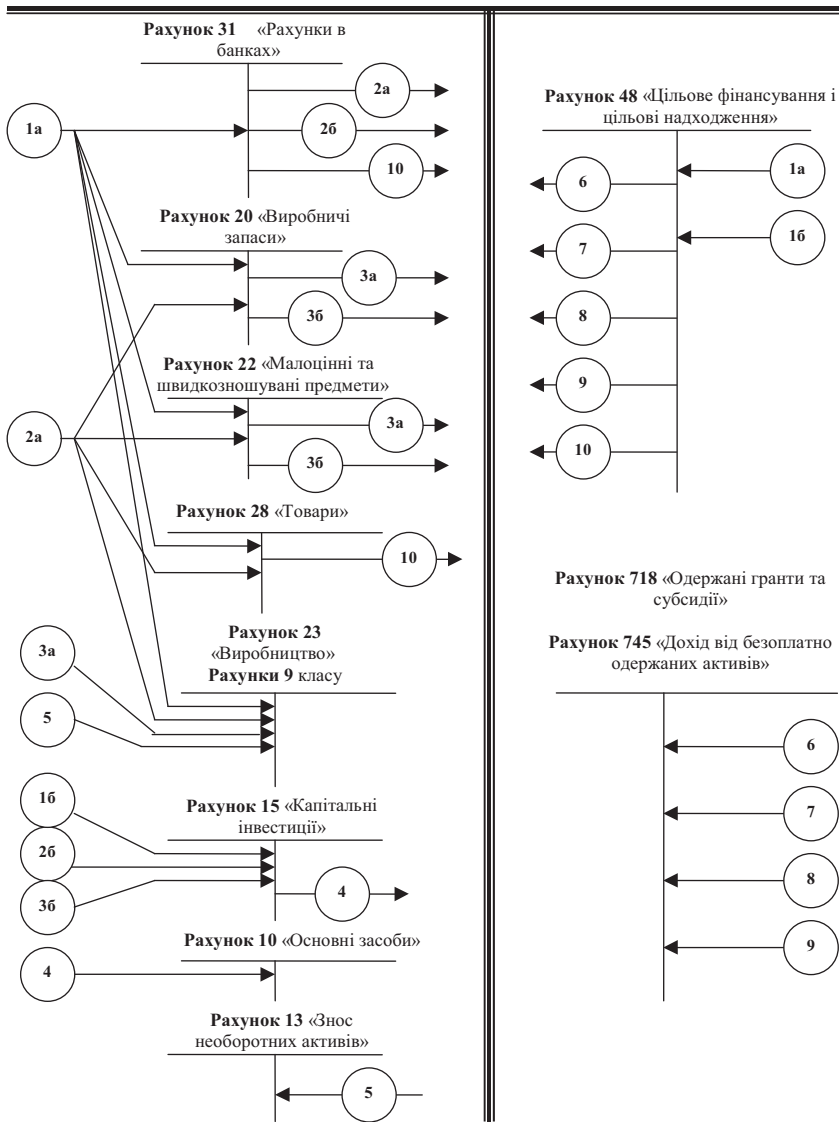 Рахунок 31 «Рахунки в
банках»
2а
1а
2б
10
Рахунок 20 «Виробничі
запаси»
3а
3б
Рахунок 22 «Малоцінні та
швидкозношувані предмети»
3а
2а
3б
Рахунок 28 «Товари»
10
Рахунок 23
«Виробництво»
Рахунки 9 класу
3а
5
1б
Рахунок 15 «Капітальні
інвестиції»
2б
3б
4
Рахунок 10 «Основні засоби»
4
Рахунок 13 «Знос
необоротних активів»
5
Рахунок 48 «Цільове фінансування і
цільові надходження»
6
1а
7
1б
8
9
10
Рахунок 718 «Одержані гранти та
субсидії»
Рахунок 745 «Дохід від безоплатно
одержаних активів»
6
7
8
9